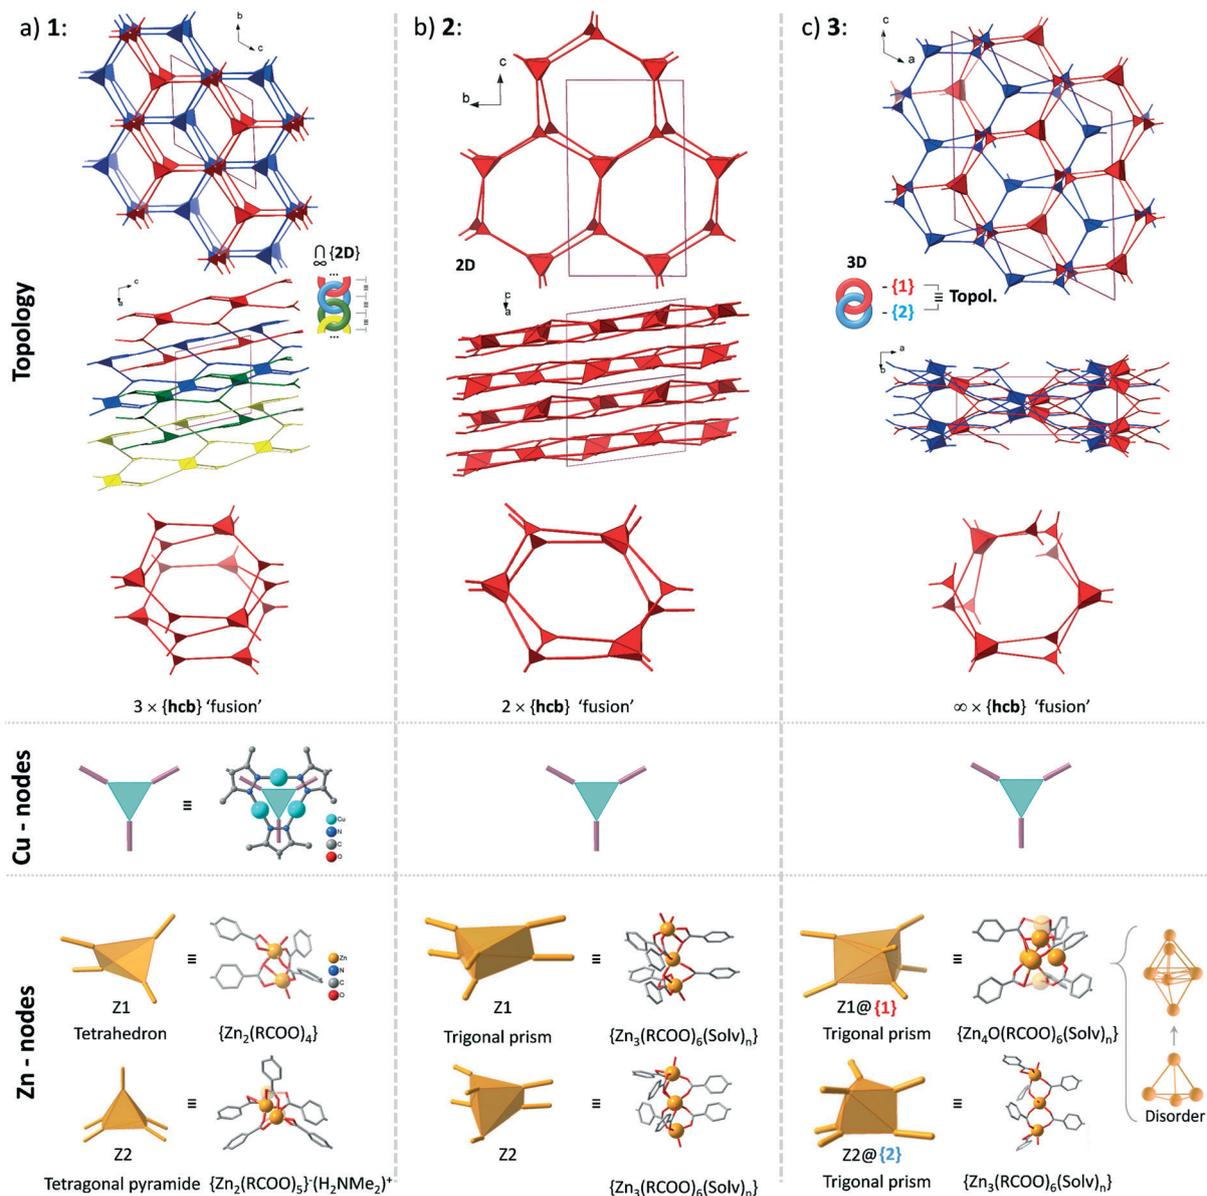 a) 1:
b
c
∩
∞
{2D}
...
...
c
a
3 × {hcb} 'fusion'
b) 2:
c
b
2D
c
a
2 × {hcb} 'fusion'
c) 3:
c
a
3D
- {1}
- {2}
≡ Topol.
a
b
∞ × {hcb} 'fusion'
Topology
Cu - nodes
≡
Cu
N
C
O
Zn - nodes
≡
Zn
N
C
O
Z1
Tetrahedron
{Zn2(RCOO)4}
≡
Z2
Tetragonal pyramide
{Zn2(RCOO)5}-(H2NMe2)+
≡
Z1
Trigonal prism
{Zn3(RCOO)6(Solv)n}
≡
Z2
{Zn3(RCOO)6(Solv)n}
≡
Z1@{1}
Trigonal prism
{Zn4O(RCOO)6(Solv)n}
≡
Z2@{2}
Trigonal prism
{Zn3(RCOO)6(Solv)n}
Disorder